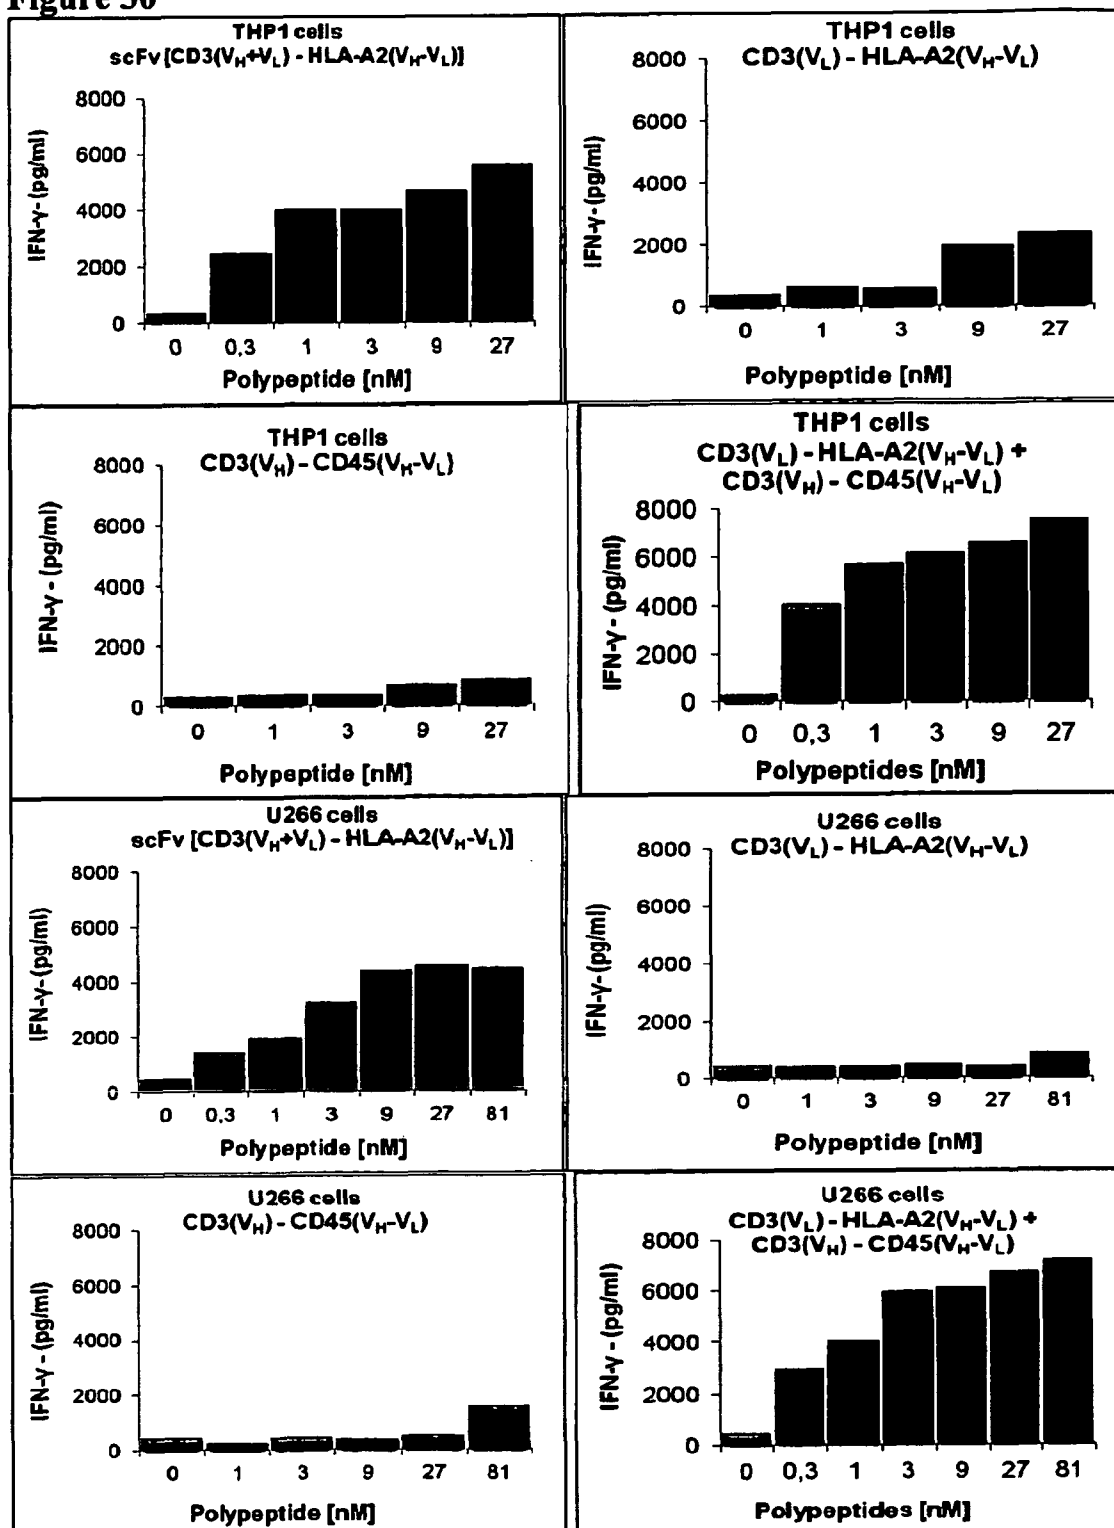 Figure 30
THP1 cells
scFv [CD3(VH+VL) - HLA-A2(VH-VL)]
IFN-γ- (pg/ml)
8000
6000
4000
2000
0
0 0,3 1 3 9 27
Polypeptide [nM]
THP1 cells
CD3(VL) - HLA-A2(VH-VL)
IFN-γ- (pg/ml)
8000
6000
4000
2000
0
0 1 3 9 27
Polypeptide [nM]
THP1 cells
CD3(VH) - CD45(VH-VL)
IFN-γ - (pg/ml)
8000
6000
4000
2000
0
0 1 3 9 27
Polypeptide [nM]
THP1 cells
CD3(VL) - HLA-A2(VH-VL) +
CD3(VH) - CD45(VH-VL)
IFN-γ - (pg/ml)
8000
6000
4000
2000
0
0 0,3 1 3 9 27
Polypeptides [nM]
U266 cells
scFv [CD3(VH+VL) - HLA-A2(VH-VL)]
IFN-γ- (pg/ml)
8000
6000
4000
2000
0
0 0,3 1 3 9 27 81
Polypeptide [nM]
U266 cells
CD3(VL) - HLA-A2(VH-VL)
IFN-γ- (pg/ml)
8000
6000
4000
2000
0
0 1 3 9 27 81
Polypeptide [nM]
U266 cells
CD3(VH) - CD45(VH-VL)
IFN-γ - (pg/ml)
8000
6000
4000
2000
0
0 1 3 9 27 81
Polypeptide [nM]
U266 cells
CD3(VL) - HLA-A2(VH-VL) +
CD3(VH) - CD45(VH-VL)
IFN-γ - (pg/ml)
8000
6000
4000
2000
0
0 0,3 1 3 9 27 81
Polypeptides [nM]